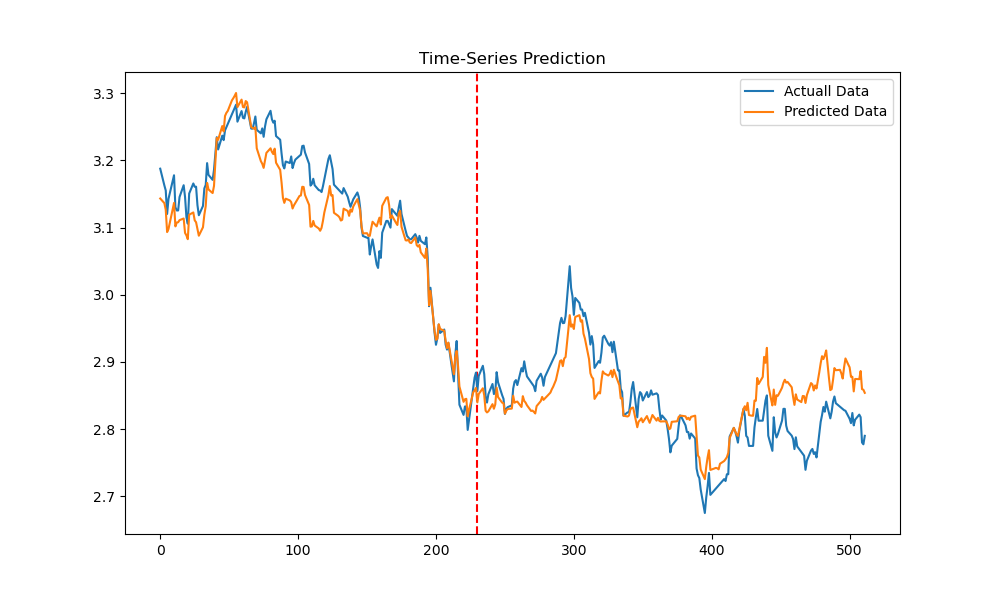 Time-Series Prediction
Actuall Data
Predicted Data
3.3
3.2
3.1
3.0
2.9
2.8
2.7
0 100 200 300 400 500